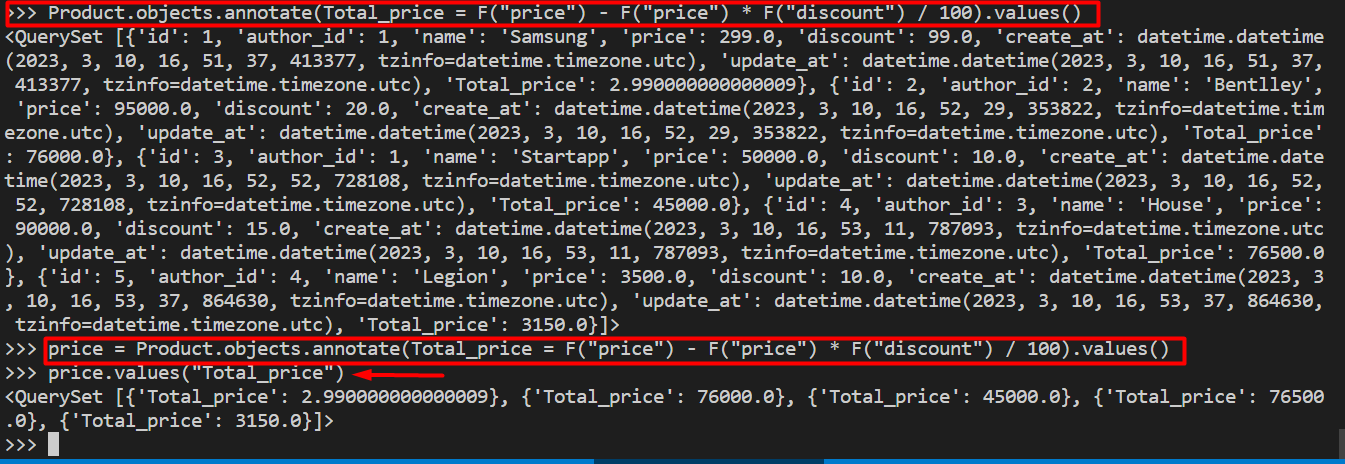 >>> Product.objects.annotate(Total_price = F("price") - F("price") * F("discount") / 100).values()
<QuerySet [{'id': 1, 'author_id': 1, 'name': 'Samsung', 'price': 299.0, 'discount': 99.0, 'create_at': datetime.datetime
(2023, 3, 10, 16, 51, 37, 413377, tzinfo=datetime.timezone.utc), 'update_at': datetime.datetime(2023, 3, 10, 16, 51, 37,
 413377, tzinfo=datetime.timezone.utc), 'Total_price': 2.990000000000009}, {'id': 2, 'author_id': 2, 'name': 'Bentlley',
 'price': 95000.0, 'discount': 20.0, 'create_at': datetime.datetime(2023, 3, 10, 16, 52, 29, 353822, tzinfo=datetime.tim
ezone.utc), 'update_at': datetime.datetime(2023, 3, 10, 16, 52, 29, 353822, tzinfo=datetime.timezone.utc), 'Total_price'
: 76000.0}, {'id': 3, 'author_id': 1, 'name': 'Startapp', 'price': 50000.0, 'discount': 10.0, 'create_at': datetime.date
time(2023, 3, 10, 16, 52, 52, 728108, tzinfo=datetime.timezone.utc), 'update_at': datetime.datetime(2023, 3, 10, 16, 52,
 52, 728108, tzinfo=datetime.timezone.utc), 'Total_price': 45000.0}, {'id': 4, 'author_id': 3, 'name': 'House', 'price':
 90000.0, 'discount': 15.0, 'create_at': datetime.datetime(2023, 3, 10, 16, 53, 11, 787093, tzinfo=datetime.timezone.utc
), 'update_at': datetime.datetime(2023, 3, 10, 16, 53, 11, 787093, tzinfo=datetime.timezone.utc), 'Total_price': 76500.0
}, {'id': 5, 'author_id': 4, 'name': 'Legion', 'price': 3500.0, 'discount': 10.0, 'create_at': datetime.datetime(2023, 3
, 10, 16, 53, 37, 864630, tzinfo=datetime.timezone.utc), 'update_at': datetime.datetime(2023, 3, 10, 16, 53, 37, 864630,
 tzinfo=datetime.timezone.utc), 'Total_price': 3150.0}]>
>>> price = Product.objects.annotate(Total_price = F("price") - F("price") * F("discount") / 100).values()
>>> price.values("Total_price")
<QuerySet [{'Total_price': 2.990000000000009}, {'Total_price': 76000.0}, {'Total_price': 45000.0}, {'Total_price': 76500
.0}, {'Total_price': 3150.0}]>
>>>